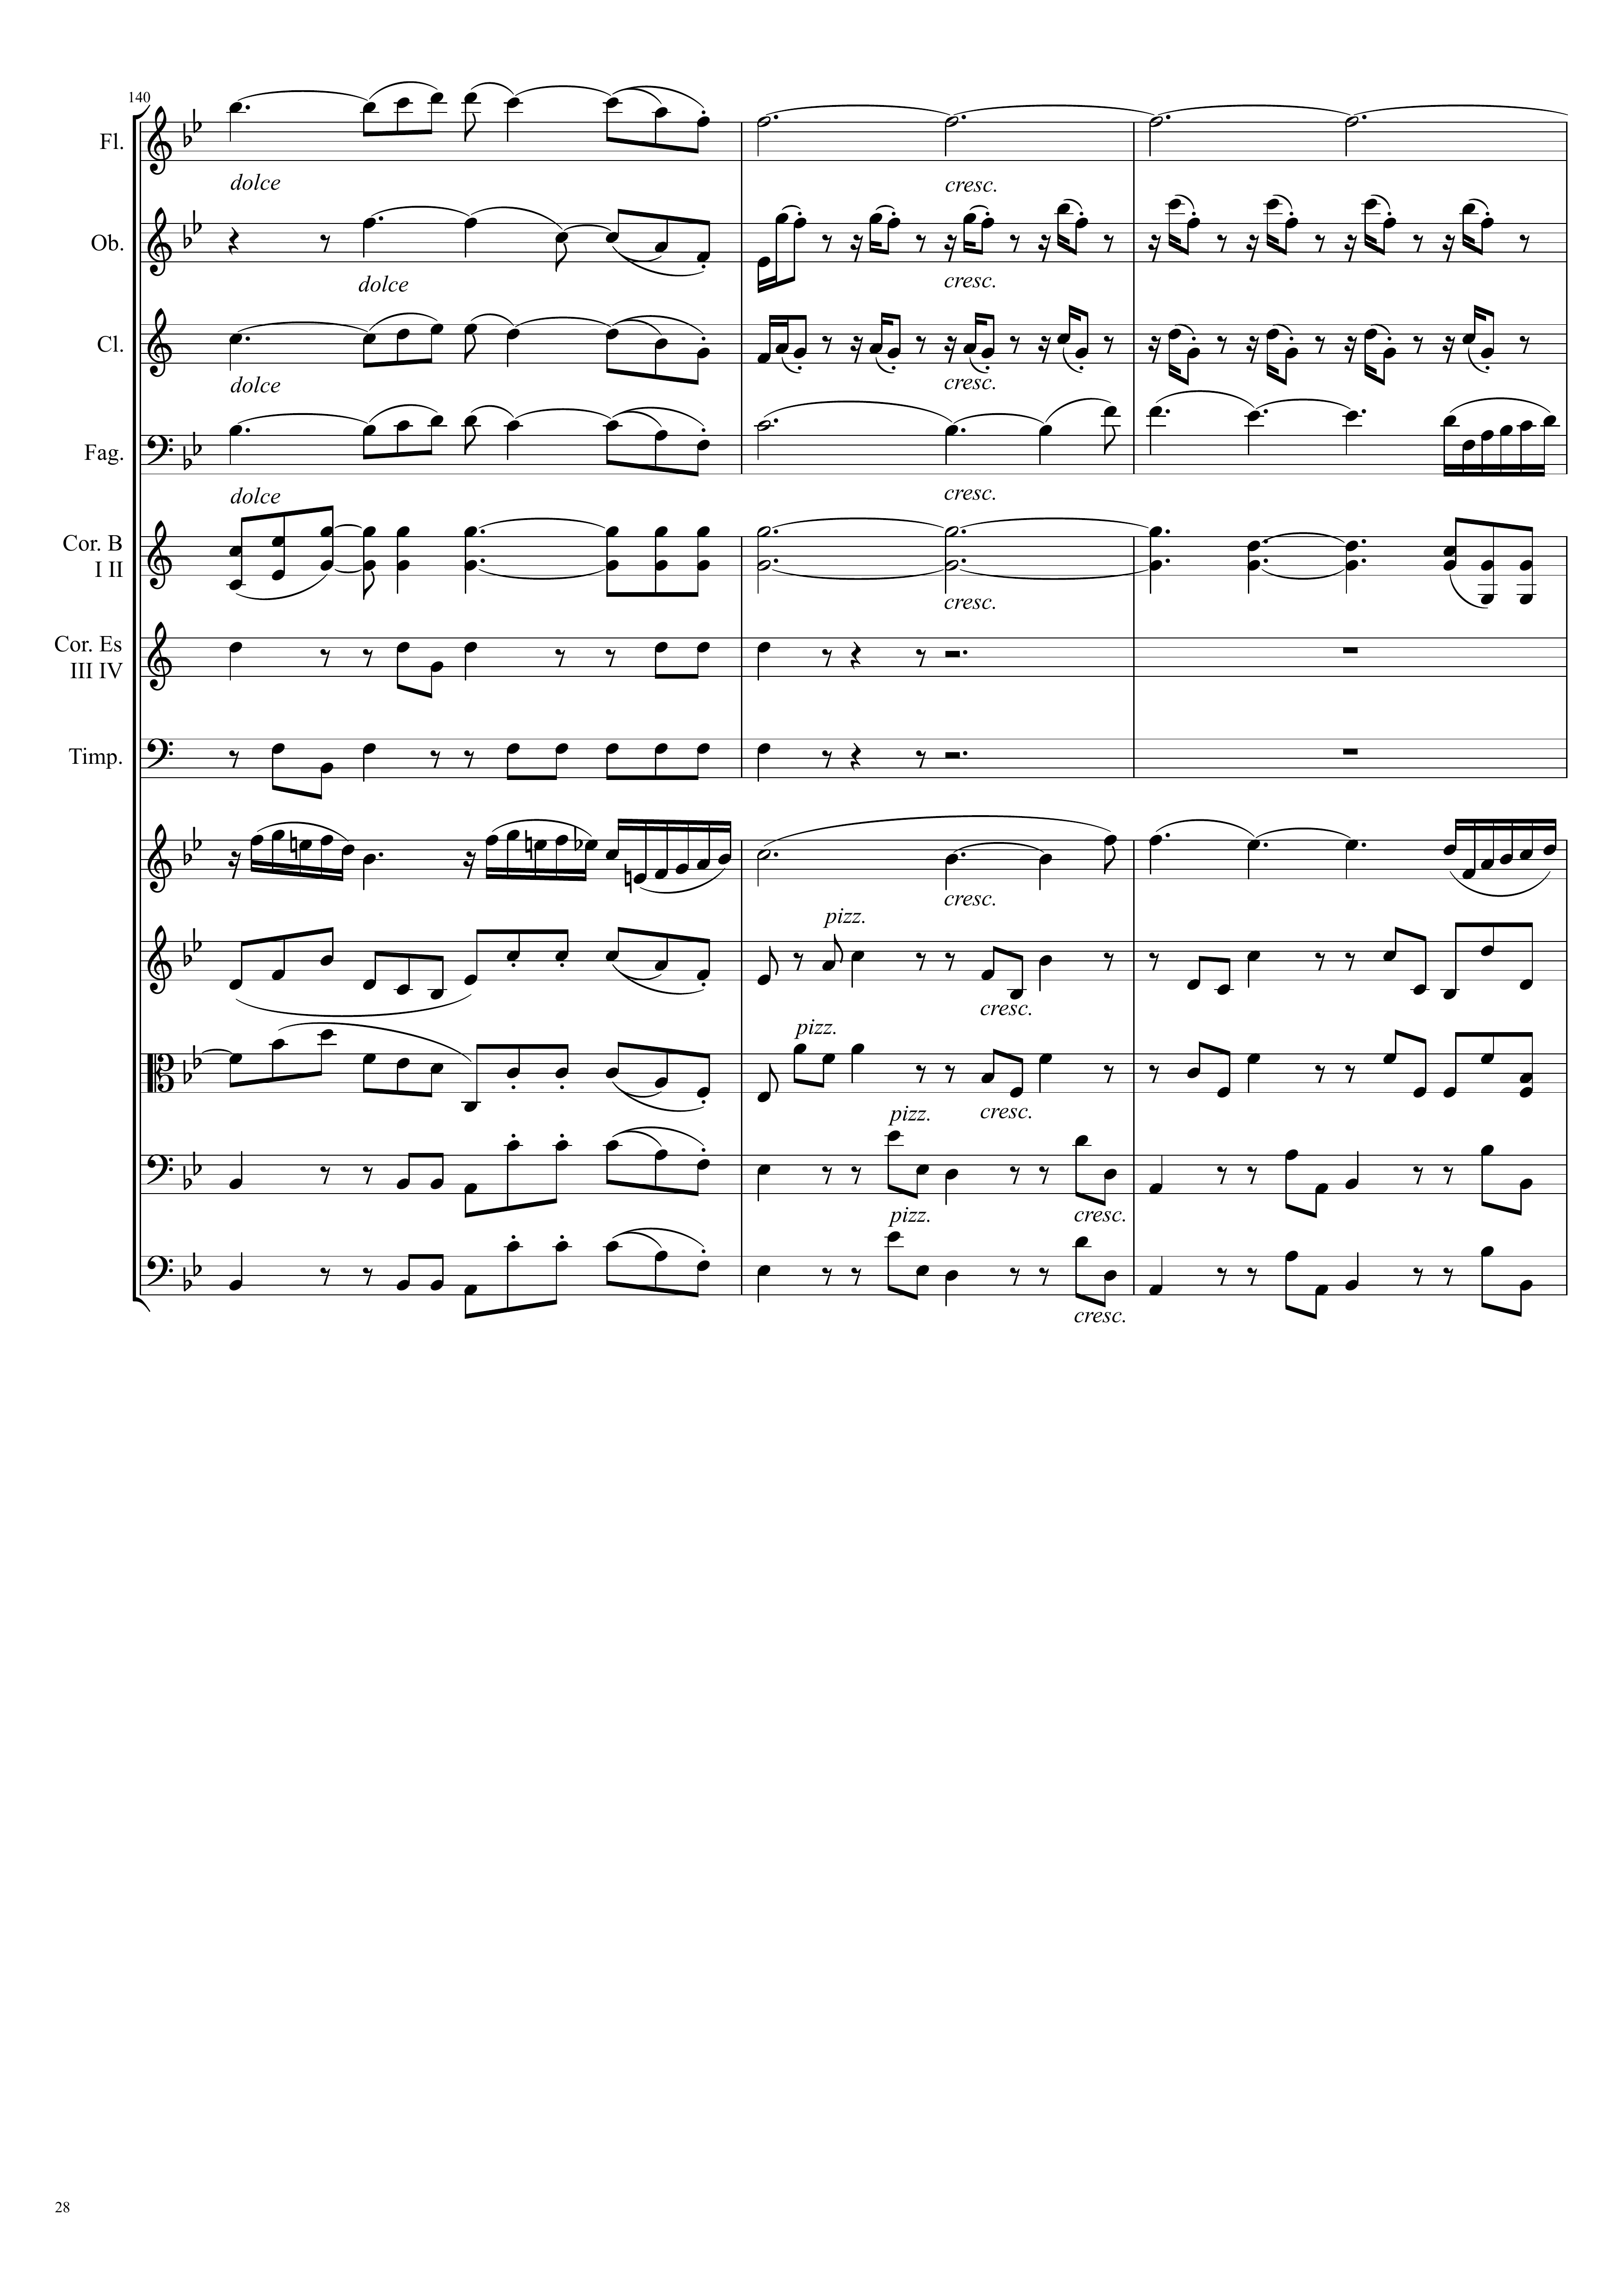 140
Fl.
dolce
cresc.
Ob.
dolce
cresc.
Cl.
dolce
cresc.
Fag.
dolce
cresc.
Cor. B
I II
cresc.
Cor. Es
III IV
Timp.
cresc.
pizz.
cresc.
pizz.
cresc.
pizz.
cresc.
pizz.
cresc.
28